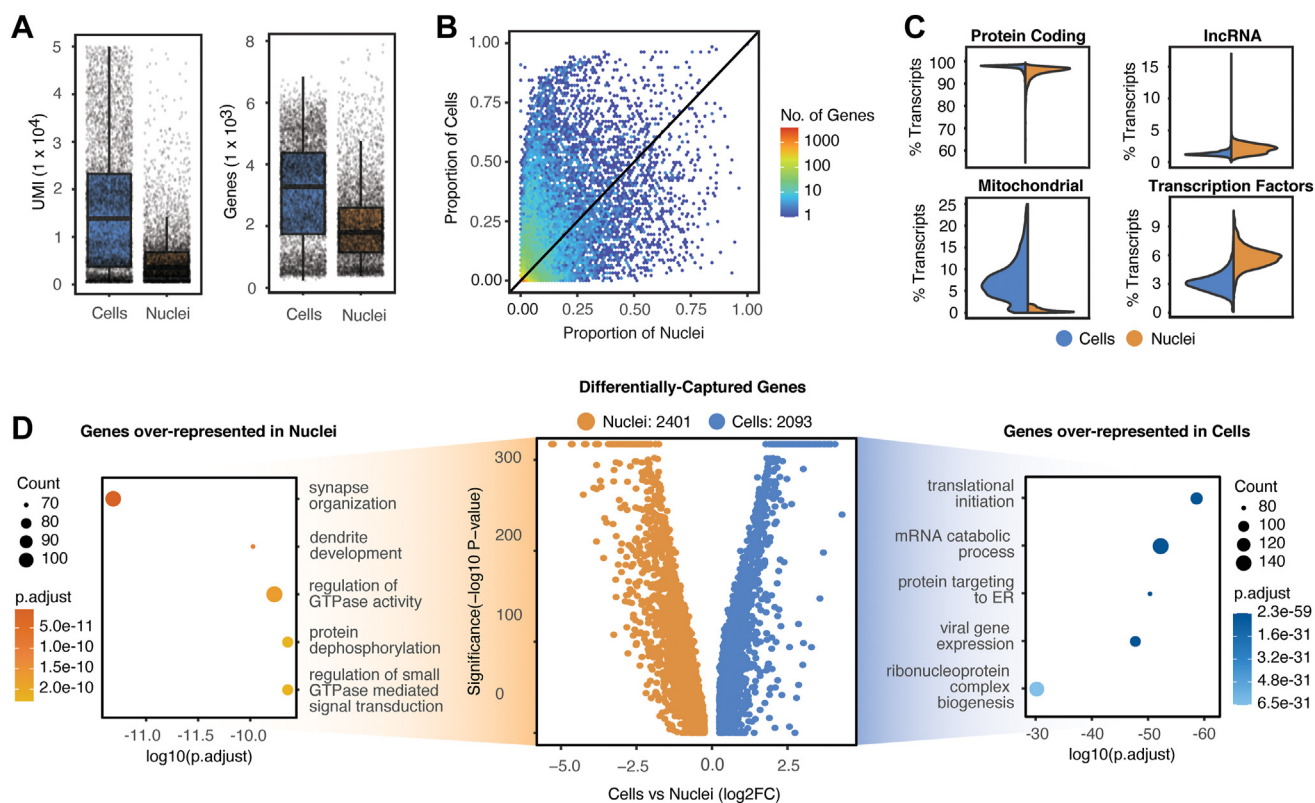 A
UMI (1 x 10⁴)
5
4
3
2
1
0
Cells
Nuclei
Genes (1 x 10³)
8
6
4
2
0
Cells
Nuclei
B
Proportion of Cells
1.00
0.75
0.50
0.25
0.00
0.00
0.25
0.50
0.75
1.00
Proportion of Nuclei
No. of Genes
1000
100
10
1
C
Protein Coding
% Transcripts
100
90
80
70
60
lncRNA
% Transcripts
15
10
5
0
Mitochondrial
% Transcripts
25
20
15
10
5
0
Transcription Factors
% Transcripts
9
6
3
0
Cells
Nuclei
D
Genes over-represented in Nuclei
Count
70
80
90
100
p.adjust
5.0e-11
1.0e-10
1.5e-10
2.0e-10
synapse
organization
dendrite
development
regulation of
GTPase activity
protein
dephosphorylation
regulation of small
GTPase mediated
signal transduction
-11.0
-11.5
-10.0
log10(p.adjust)
Differentially-Captured Genes
Nuclei: 2401
Cells: 2093
Significance(−log10 P-value)
300
200
100
0
−5.0
−2.5
0.0
2.5
Cells vs Nuclei (log2FC)
Genes over-represented in Cells
translational
initiation
mRNA catabolic
process
protein targeting
to ER
viral gene
expression
ribonucleoprotein
complex
biogenesis
-30
-40
-50
-60
log10(p.adjust)
Count
80
100
120
140
p.adjust
2.3e-59
1.6e-31
3.2e-31
4.8e-31
6.5e-31